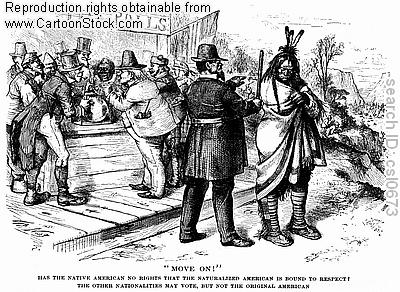 Reproduction rights obtainable from
www.CartoonStock.com
POLLS
search ID: csl0673
"MOVE ON!"
HAS THE NATIVE AMERICAN NO RIGHTS THAT THE NATURALIZED AMERICAN IS BOUND TO RESPECT?
THE OTHER NATIONALITIES MAY VOTE, BUT NOT THE ORIGINAL AMERICAN